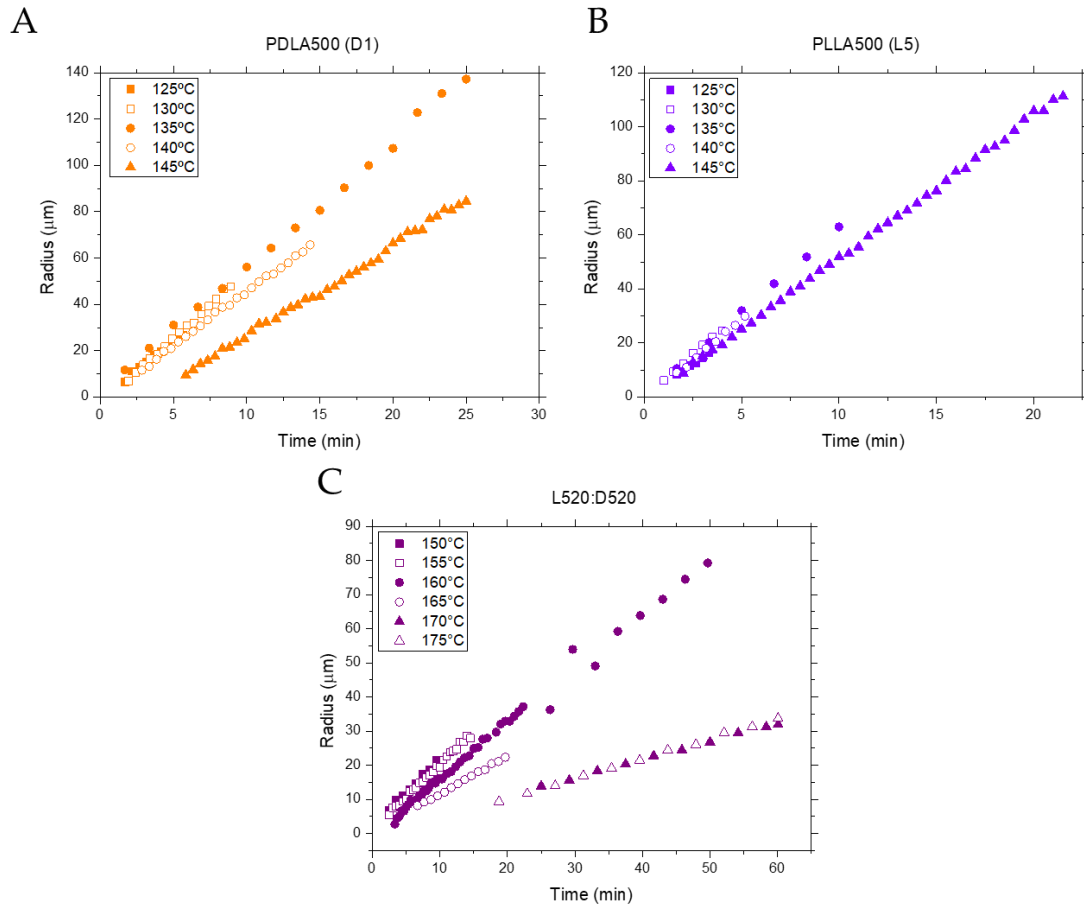 A
PDLA500 (D1)
140
120
100
80
60
40
20
0
Radius (μm)
125ºC
130ºC
135ºC
140ºC
145ºC
0 5 10 15 20 25 30
Time (min)
B
PLLA500 (L5)
120
100
80
60
40
20
0
Radius (μm)
125°C
130°C
135°C
140°C
145°C
0 5 10 15 20
Time (min)
C
L520:D520
90
80
70
60
50
40
30
20
10
0
Radius (μm)
150°C
155°C
160°C
165°C
170°C
175°C
0 10 20 30 40 50 60
Time (min)